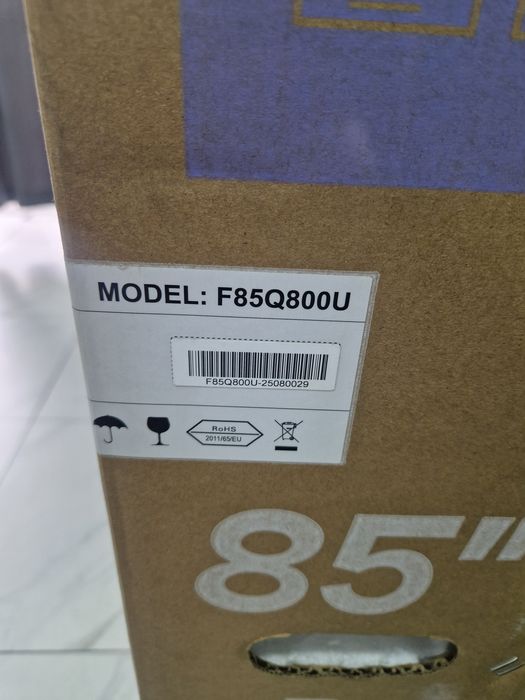 MODEL: F85Q800U
F85Q800U-25080029
RoHS
2011/65/EU
85"